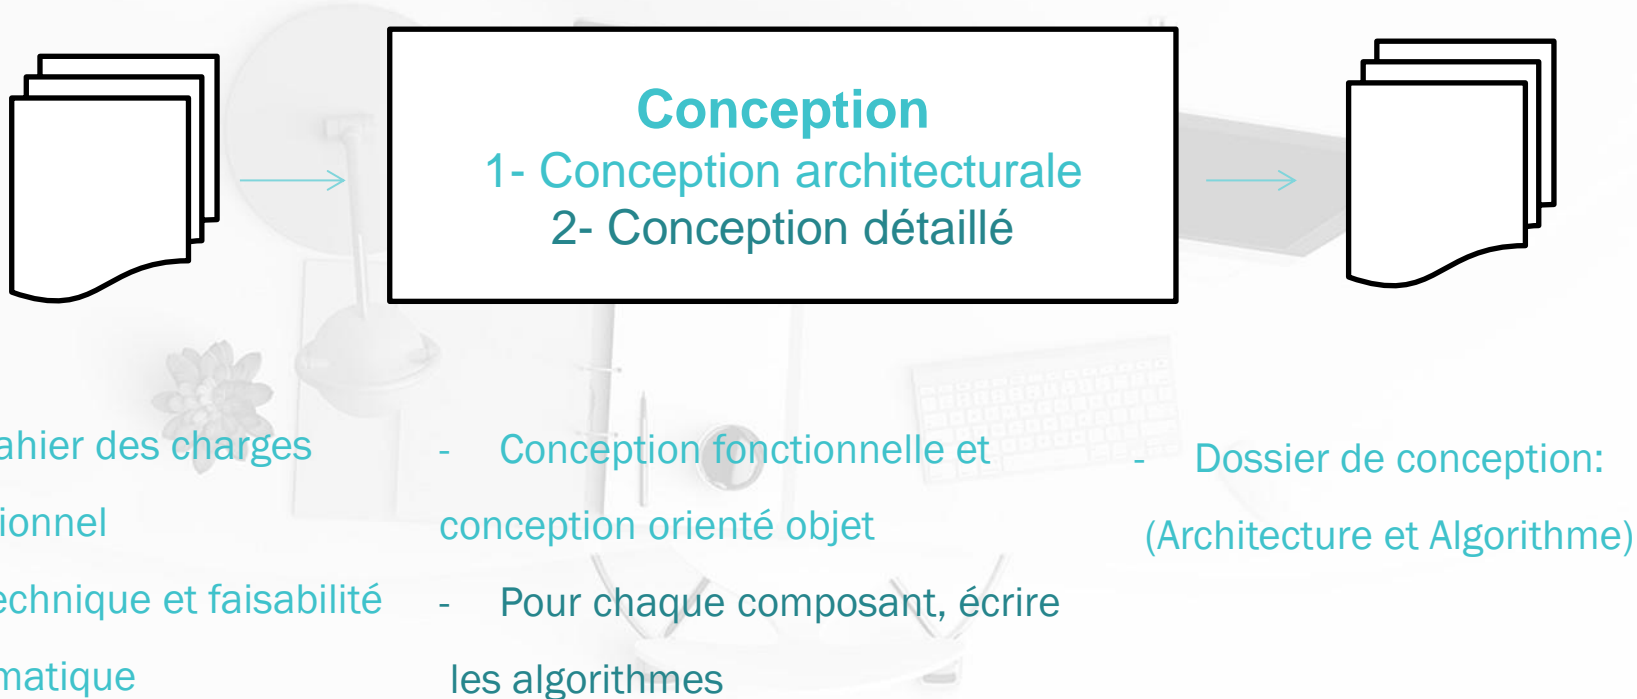 Conception
1- Conception architecturale
2- Conception détaillé
ahier des charges
ionnel
echnique et faisabilité
matique
- Conception fonctionnelle et
conception orienté objet
- Pour chaque composant, écrire
les algorithmes
- Dossier de conception:
(Architecture et Algorithme)